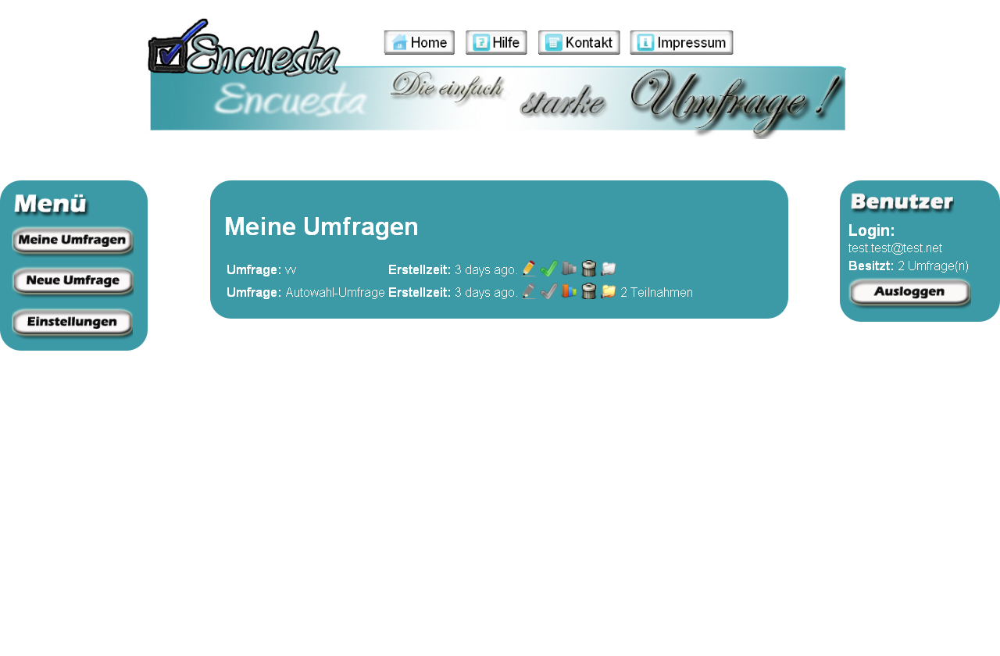 Encuesta
Home Hilfe Kontakt Impressum
Encuesta Die einfach starke Umfrage !
Menü
Meine Umfragen
Neue Umfrage
Einstellungen
Meine Umfragen
Umfrage: vv Erstellzeit: 3 days ago.
Umfrage: Autowahl-Umfrage Erstellzeit: 3 days ago. 2 Teilnahmen
Benutzer
Login:
test.test@test.net
Besitzt: 2 Umfrage(n)
Ausloggen